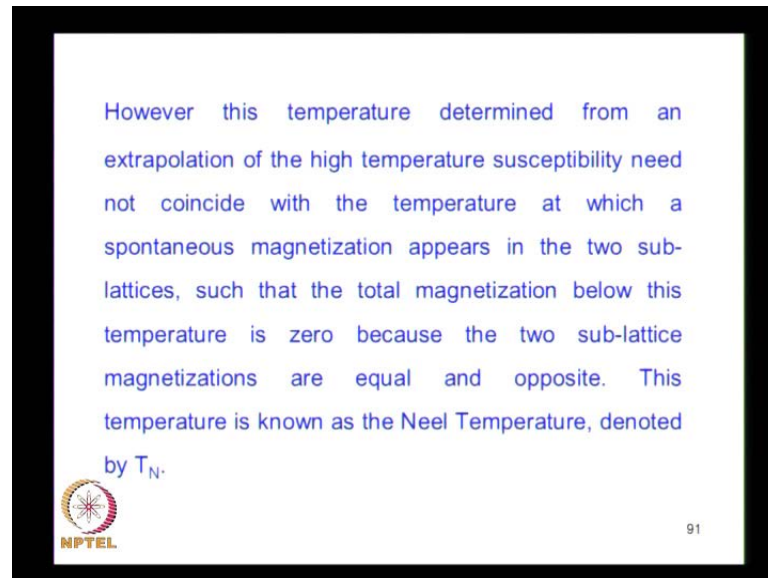 However this temperature determined from an
extrapolation of the high temperature susceptibility need
not coincide with the temperature at which a
spontaneous magnetization appears in the two sub-
lattices, such that the total magnetization below this
temperature is zero because the two sub-lattice
magnetizations are equal and opposite. This
temperature is known as the Neel Temperature, denoted
by T_N.
NPTEL
91